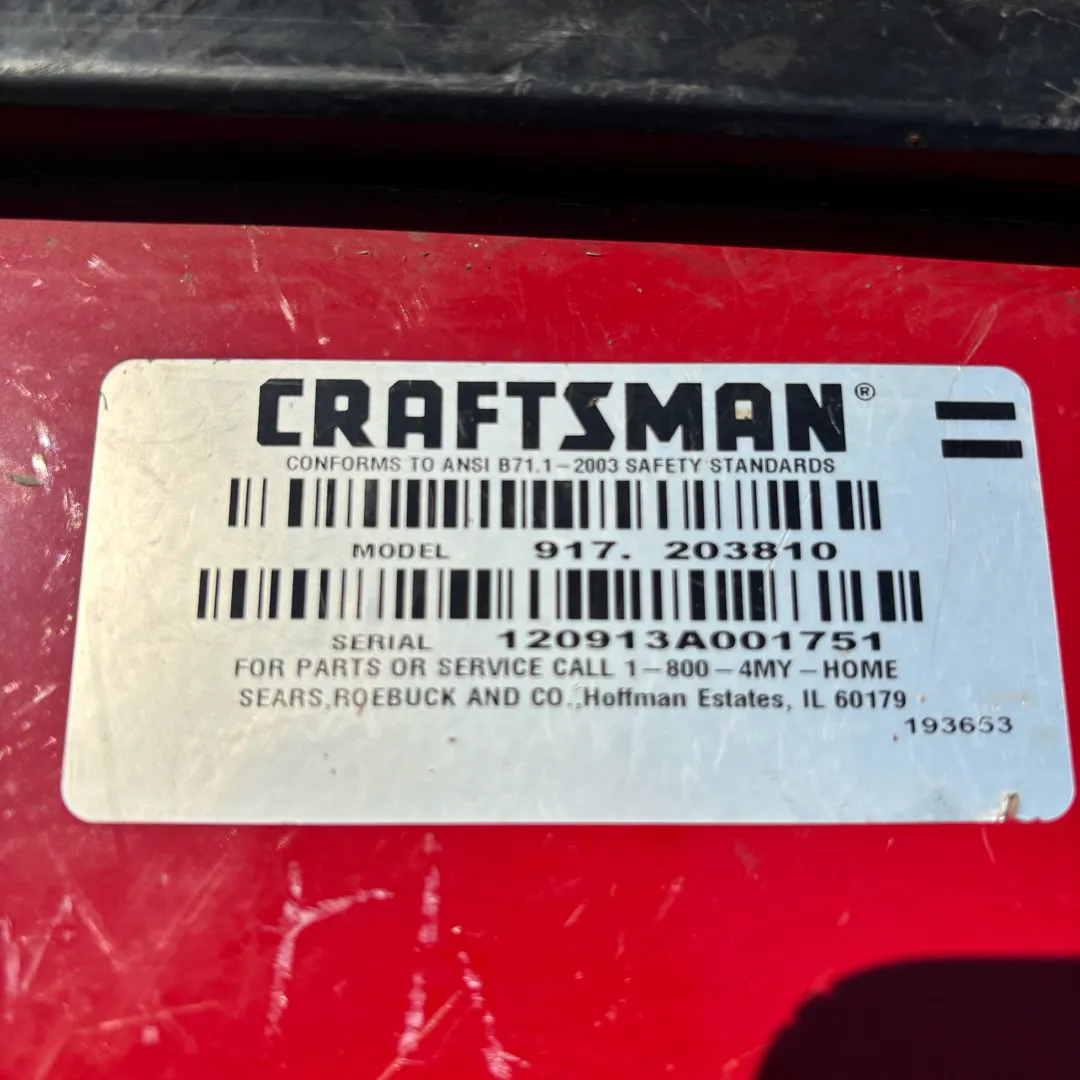 CRAFTSMAN®
CONFORMS TO ANSI B71.1-2003 SAFETY STANDARDS
MODEL 917. 203810
SERIAL 120913A001751
FOR PARTS OR SERVICE CALL 1-800-4MY-HOME
SEARS,ROEBUCK AND CO.,Hoffman Estates, IL 60179
193653